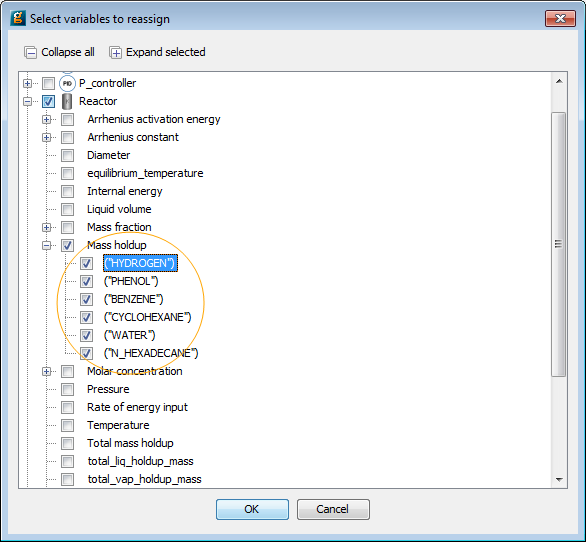 Select variables to reassign
Collapse all Expand selected
PID P_controller
Reactor
Arrhenius activation energy
Arrhenius constant
Diameter
equilibrium_temperature
Internal energy
Liquid volume
Mass fraction
Mass holdup
("HYDROGEN")
("PHENOL")
("BENZENE")
("CYCLOHEXANE")
("WATER")
("N_HEXADECANE")
Molar concentration
Pressure
Rate of energy input
Temperature
Total mass holdup
total_liq_holdup_mass
total_vap_holdup_mass
OK Cancel